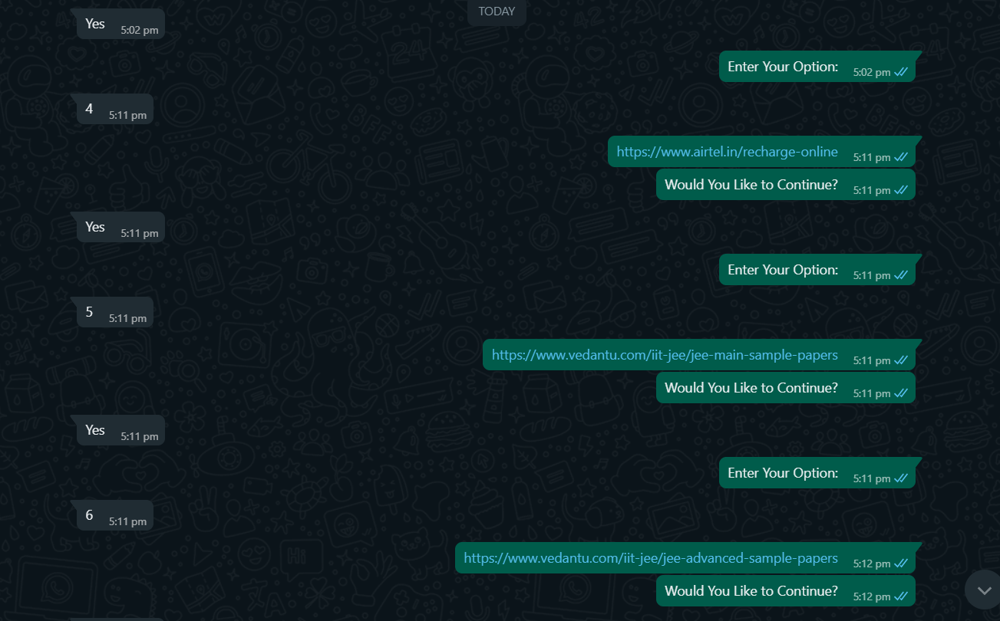 TODAY
Yes 5:02 pm
Enter Your Option: 5:02 pm
4 5:11 pm
https://www.airtel.in/recharge-online 5:11 pm
Would You Like to Continue? 5:11 pm
Yes 5:11 pm
Enter Your Option: 5:11 pm
5 5:11 pm
https://www.vedantu.com/iit-jee/jee-main-sample-papers 5:11 pm
Would You Like to Continue? 5:11 pm
Yes 5:11 pm
Enter Your Option: 5:11 pm
6 5:11 pm
https://www.vedantu.com/iit-jee/jee-advanced-sample-papers 5:12 pm
Would You Like to Continue? 5:12 pm